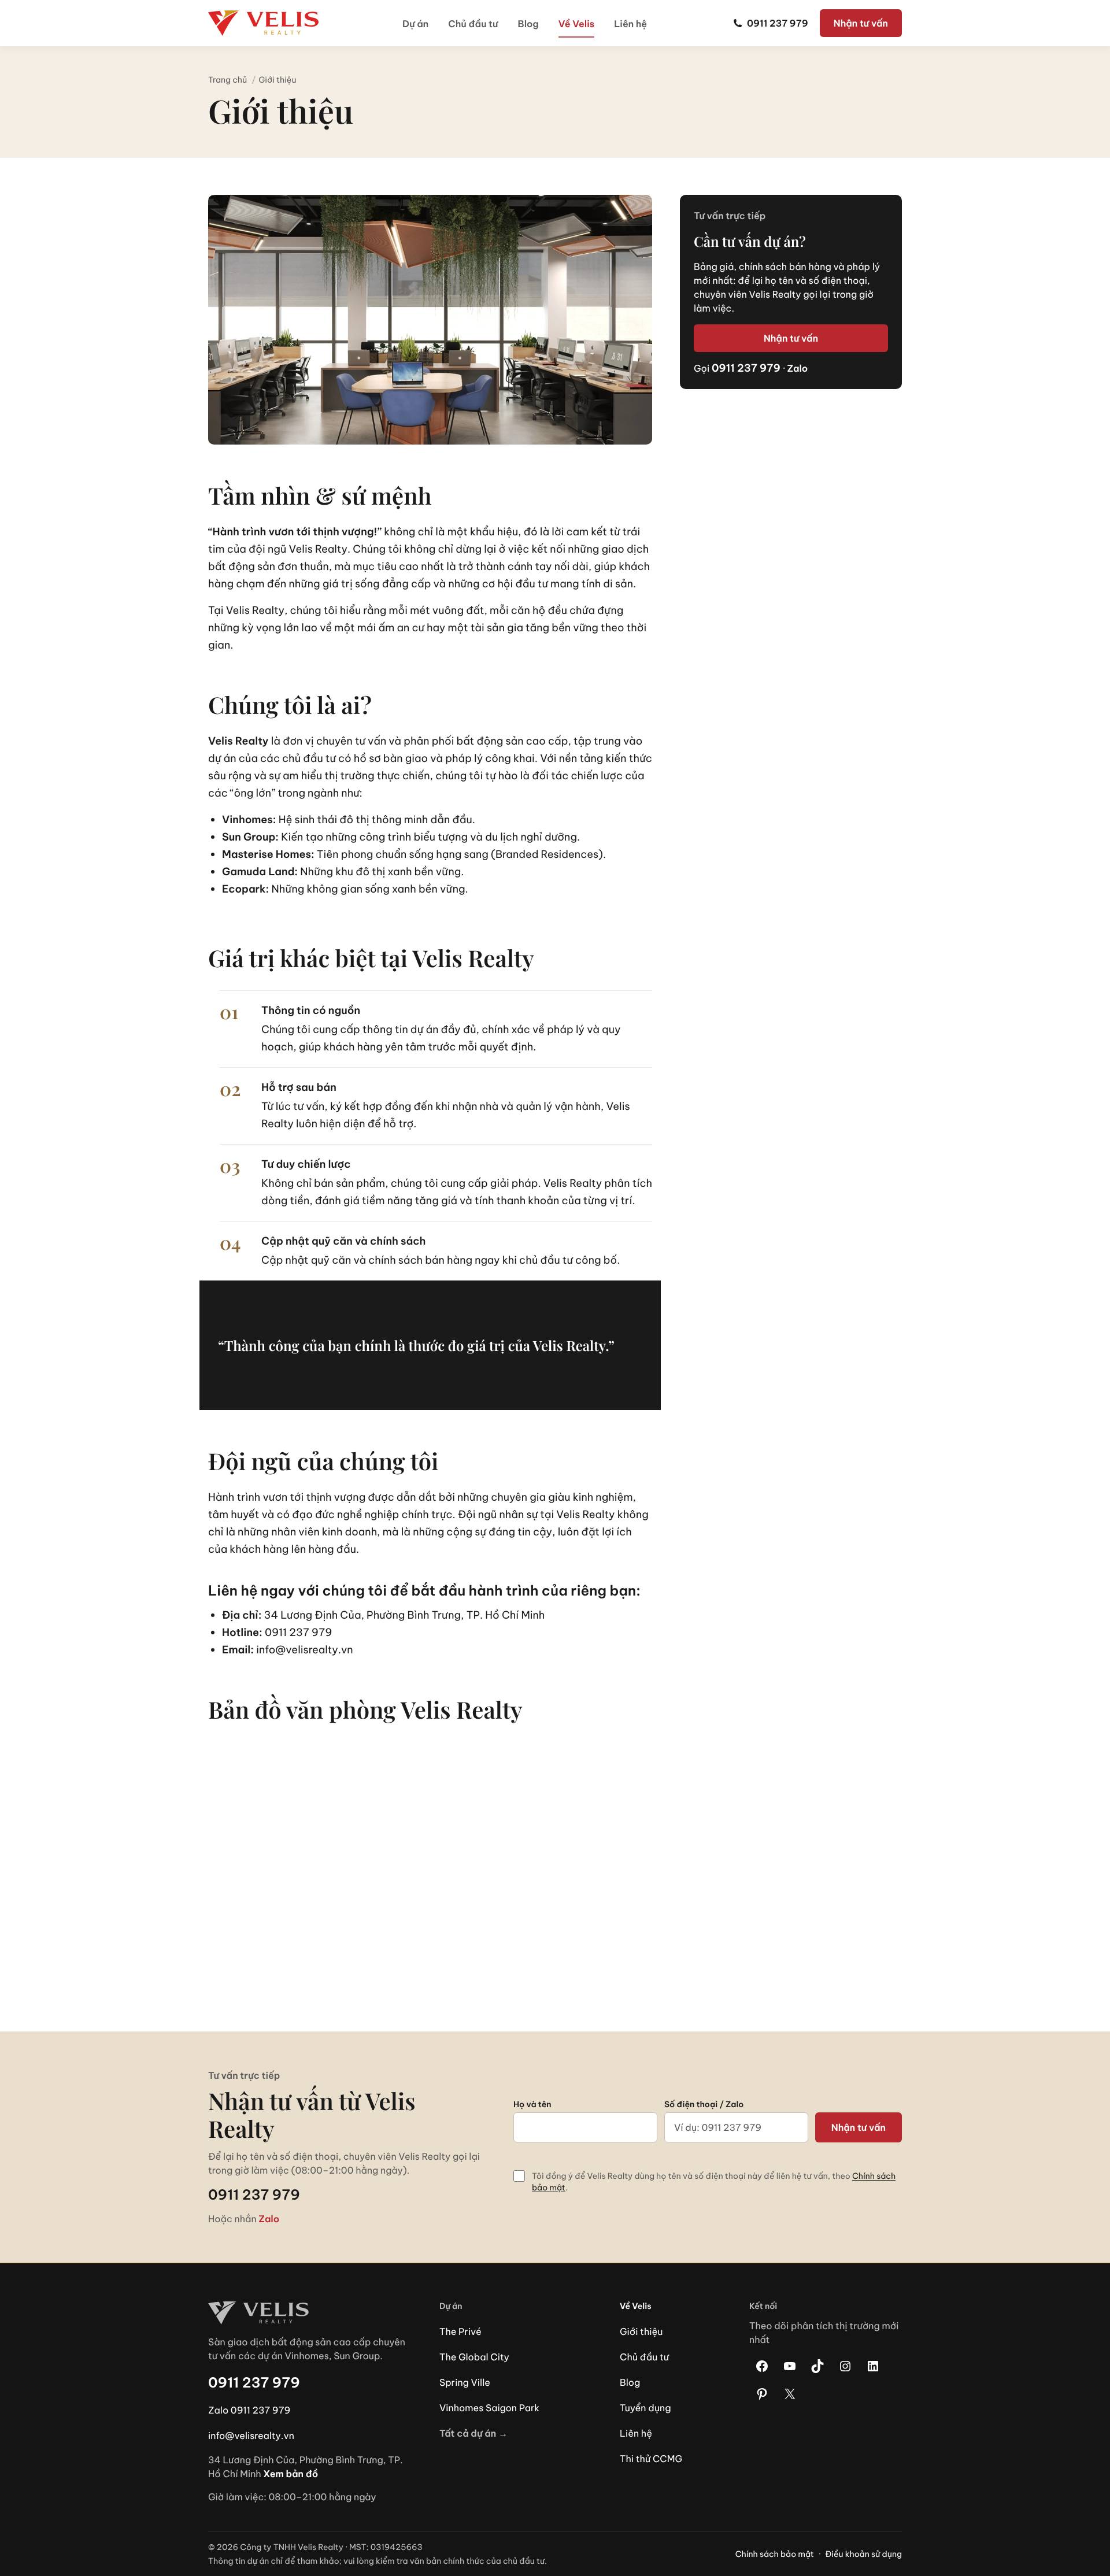 VELIS
REALTY
Dự án
Chủ đầu tư
Blog
Về Velis
Liên hệ
0911 237 979
Nhận tư vấn
Trang chủ / Giới thiệu
Giới thiệu
Tư vấn trực tiếp
Cần tư vấn dự án?
Bảng giá, chính sách bán hàng và pháp lý
mới nhất: để lại họ tên và số điện thoại,
chuyên viên Velis Realty gọi lại trong giờ
làm việc.
Nhận tư vấn
Gọi 0911 237 979 · Zalo
Tầm nhìn & sứ mệnh
“Hành trình vươn tới thịnh vượng!” không chỉ là một khẩu hiệu, đó là lời cam kết từ trái
tim của đội ngũ Velis Realty. Chúng tôi không chỉ dừng lại ở việc kết nối những giao dịch
bất động sản đơn thuần, mà mục tiêu cao nhất là trở thành cánh tay nối dài, giúp khách
hàng chạm đến những giá trị sống đẳng cấp và những cơ hội đầu tư mang tính di sản.
Tại Velis Realty, chúng tôi hiểu rằng mỗi mét vuông đất, mỗi căn hộ đều chứa đựng
những kỳ vọng lớn lao về một mái ấm an cư hay một tài sản gia tăng bền vững theo thời
gian.
Chúng tôi là ai?
Velis Realty là đơn vị chuyên tư vấn và phân phối bất động sản cao cấp, tập trung vào
dự án của các chủ đầu tư có hồ sơ bàn giao và pháp lý công khai. Với nền tảng kiến thức
sâu rộng và sự am hiểu thị trường thực chiến, chúng tôi tự hào là đối tác chiến lược của
các “ông lớn” trong ngành như:
• Vinhomes: Hệ sinh thái đô thị thông minh dẫn đầu.
• Sun Group: Kiến tạo những công trình biểu tượng và du lịch nghỉ dưỡng.
• Masterise Homes: Tiên phong chuẩn sống hạng sang (Branded Residences).
• Gamuda Land: Những khu đô thị xanh bền vững.
• Ecopark: Những không gian sống xanh bền vững.
Giá trị khác biệt tại Velis Realty
01
Thông tin có nguồn
Chúng tôi cung cấp thông tin dự án đầy đủ, chính xác về pháp lý và quy
hoạch, giúp khách hàng yên tâm trước mỗi quyết định.
02
Hỗ trợ sau bán
Từ lúc tư vấn, ký kết hợp đồng đến khi nhận nhà và quản lý vận hành, Velis
Realty luôn hiện diện để hỗ trợ.
03
Tư duy chiến lược
Không chỉ bán sản phẩm, chúng tôi cung cấp giải pháp. Velis Realty phân tích
dòng tiền, đánh giá tiềm năng tăng giá và tính thanh khoản của từng vị trí.
04
Cập nhật quỹ căn và chính sách
Cập nhật quỹ căn và chính sách bán hàng ngay khi chủ đầu tư công bố.
“Thành công của bạn chính là thước đo giá trị của Velis Realty.”
Đội ngũ của chúng tôi
Hành trình vươn tới thịnh vượng được dẫn dắt bởi những chuyên gia giàu kinh nghiệm,
tâm huyết và có đạo đức nghề nghiệp chính trực. Đội ngũ nhân sự tại Velis Realty không
chỉ là những nhân viên kinh doanh, mà là những cộng sự đáng tin cậy, luôn đặt lợi ích
của khách hàng lên hàng đầu.
Liên hệ ngay với chúng tôi để bắt đầu hành trình của riêng bạn:
• Địa chỉ: 34 Lương Định Của, Phường Bình Trưng, TP. Hồ Chí Minh
• Hotline: 0911 237 979
• Email: info@velisrealty.vn
Bản đồ văn phòng Velis Realty
Tư vấn trực tiếp
Nhận tư vấn từ Velis
Realty
Để lại họ tên và số điện thoại, chuyên viên Velis Realty gọi lại
trong giờ làm việc (08:00–21:00 hằng ngày).
0911 237 979
Hoặc nhắn Zalo
Họ và tên
Số điện thoại / Zalo
Ví dụ: 0911 237 979
Nhận tư vấn
Tôi đồng ý để Velis Realty dùng họ tên và số điện thoại này để liên hệ tư vấn, theo Chính sách
bảo mật.
VELIS
REALTY
Sàn giao dịch bất động sản cao cấp chuyên
tư vấn các dự án Vinhomes, Sun Group.
0911 237 979
Zalo 0911 237 979
info@velisrealty.vn
34 Lương Định Của, Phường Bình Trưng, TP.
Hồ Chí Minh Xem bản đồ
Giờ làm việc: 08:00–21:00 hằng ngày
Dự án
The Privé
The Global City
Spring Ville
Vinhomes Saigon Park
Tất cả dự án →
Về Velis
Giới thiệu
Chủ đầu tư
Blog
Tuyển dụng
Liên hệ
Thi thử CCMG
Kết nối
Theo dõi phân tích thị trường mới
nhất
© 2026 Công ty TNHH Velis Realty · MST: 0319425663
Thông tin dự án chỉ để tham khảo; vui lòng kiểm tra văn bản chính thức của chủ đầu tư.
Chính sách bảo mật · Điều khoản sử dụng